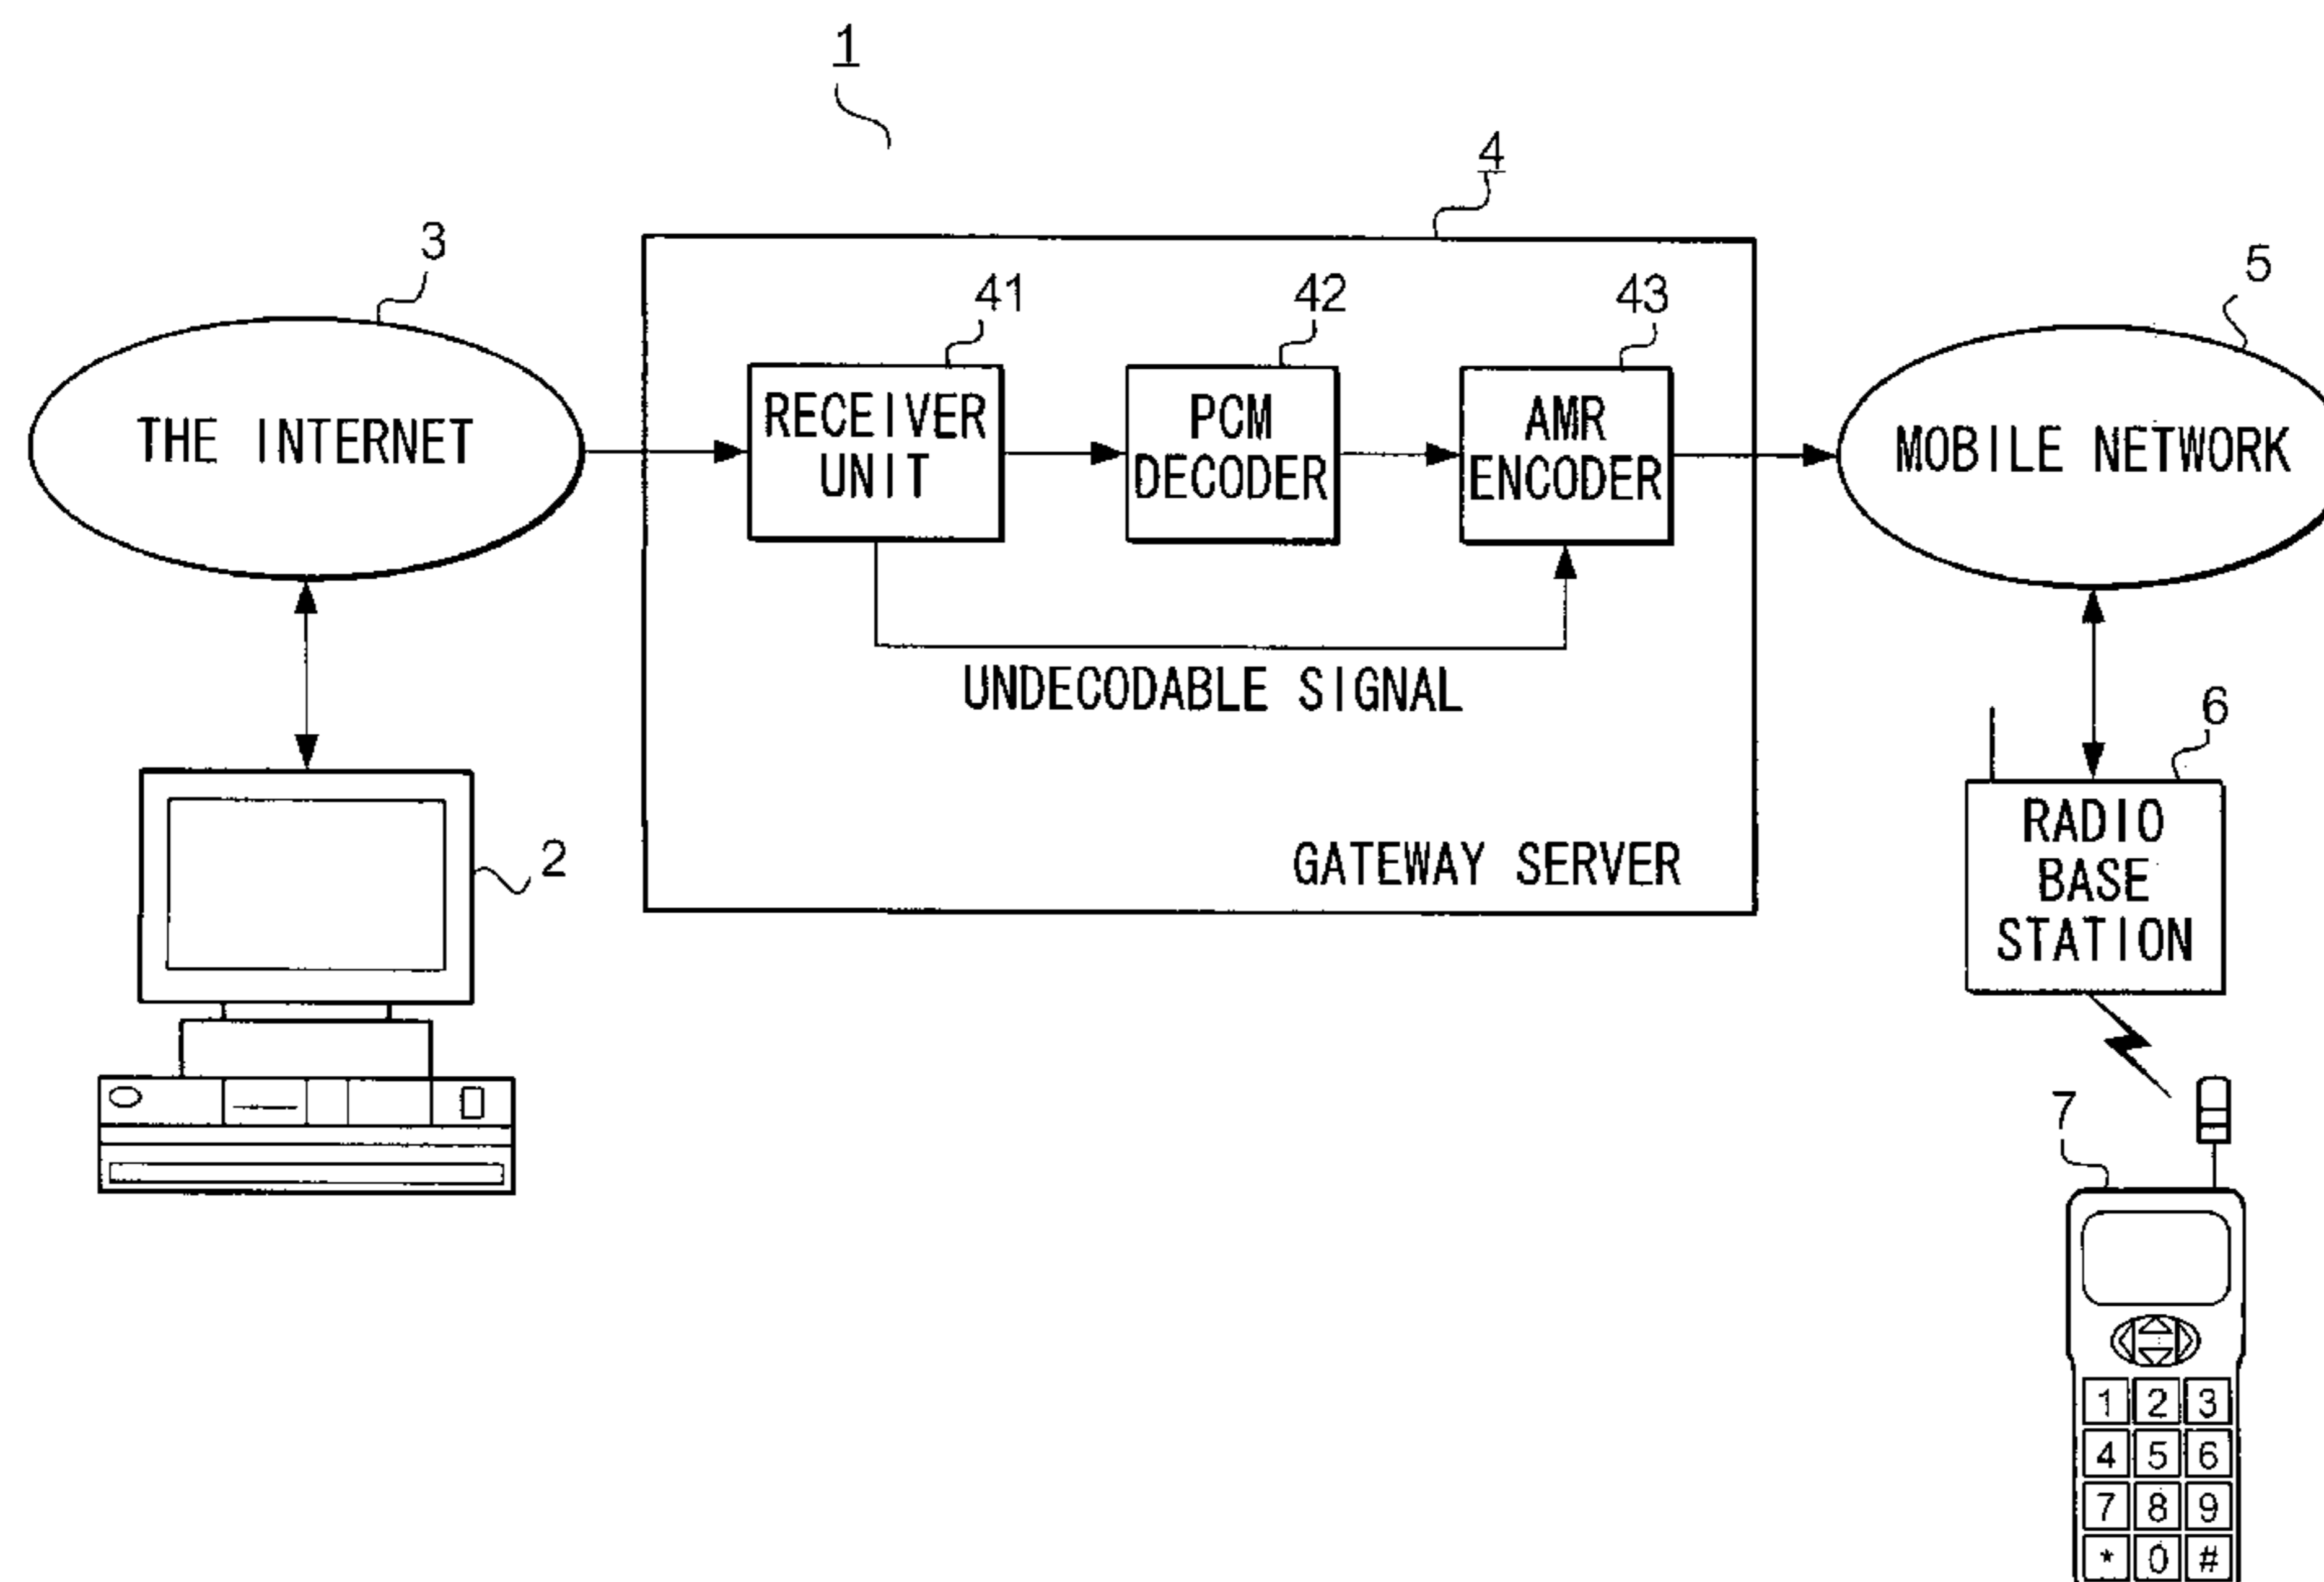 1
4
3
5
41
42
43
RECEIVER
UNIT
PCM
DECODER
AMR
ENCODER
THE INTERNET
MOBILE NETWORK
UNDECODABLE SIGNAL
6
RADIO
BASE
STATION
GATEWAY SERVER
2
7
1 2 3
4 5 6
7 8 9
* 0 #